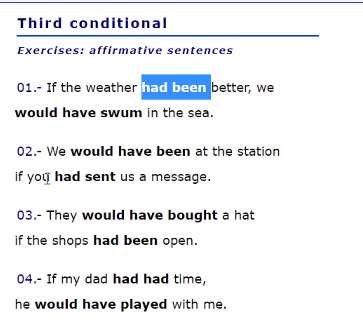 Third conditional
Exercises: affirmative sentences
01.- If the weather had been better, we
would have swum in the sea.
02.- We would have been at the station
if you had sent us a message.
03.- They would have bought a hat
if the shops had been open.
04.- If my dad had had time,
he would have played with me.